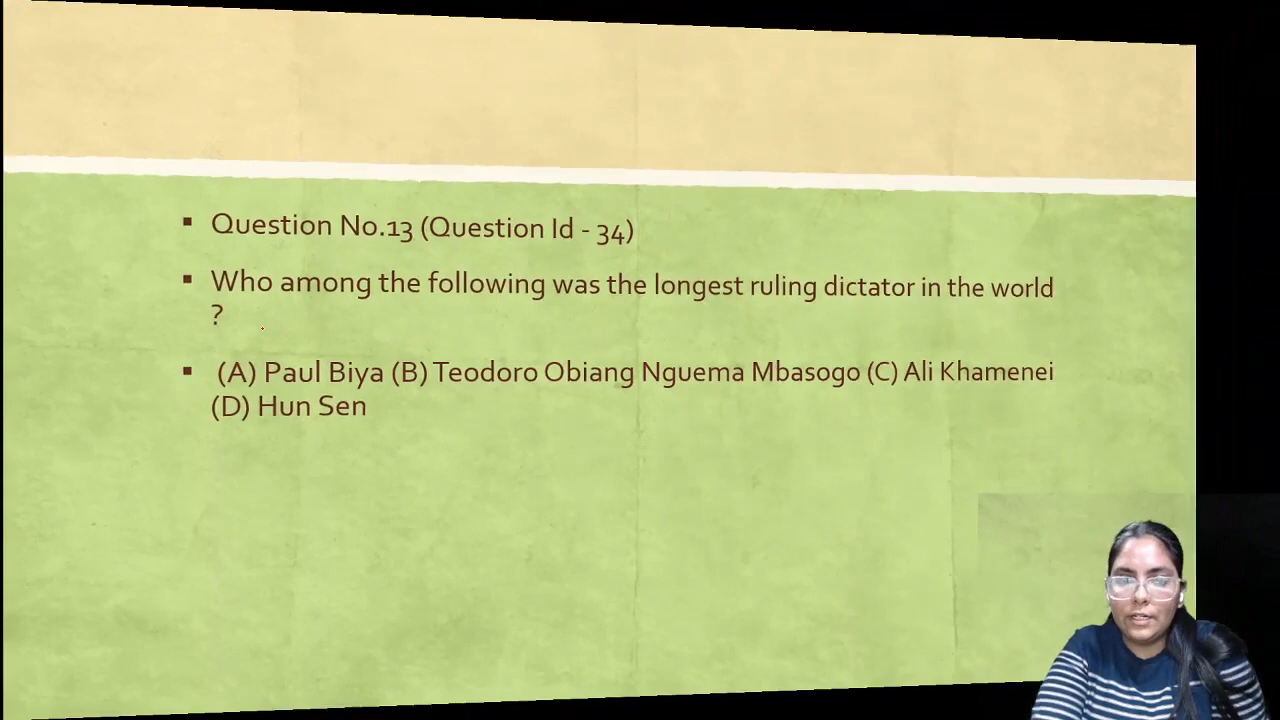 Question No.13 (Question Id - 34)
Who among the following was the longest ruling dictator in the world
?
(A) Paul Biya (B) Teodoro Obiang Nguema Mbasogo (C) Ali Khamenei
(D) Hun Sen